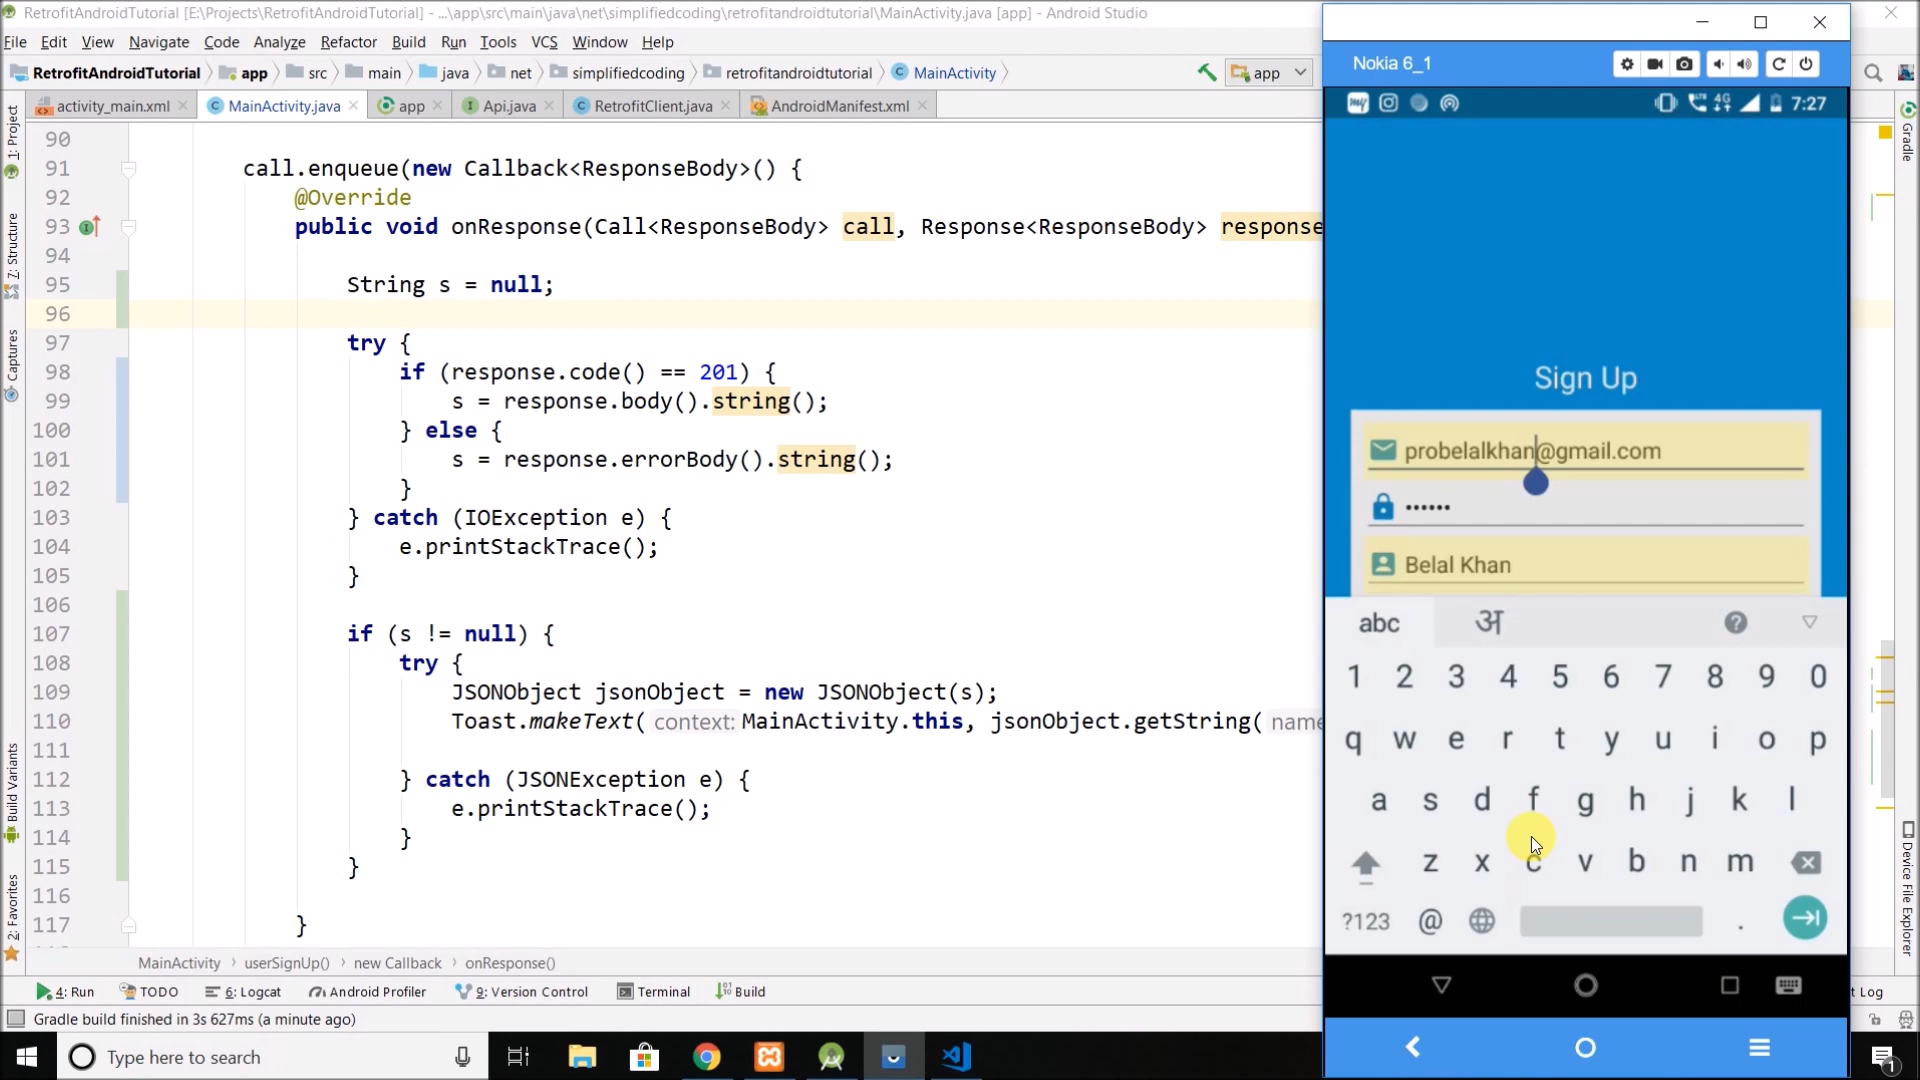 RetrofitAndroidTutorial [E:\Projects\RetrofitAndroidTutorial] - ...\app\src\main\java\net\simplifiedcoding\retrofitandroidtutorial\MainActivity.java [app] - Android Studio
File Edit View Navigate Code Analyze Refactor Build Run Tools VCS Window Help
RetrofitAndroidTutorial app src main java net simplifiedcoding retrofitandroidtutorial MainActivity app
activity_main.xml MainActivity.java app Api.java RetrofitClient.java AndroidManifest.xml
1: Project
7: Structure
Captures
Build Variants
2: Favorites
Gradle
Device File Explorer
90
91 call.enqueue(new Callback<ResponseBody>() {
92 @Override
93 public void onResponse(Call<ResponseBody> call, Response<ResponseBody> response
94
95 String s = null;
96
97 try {
98 if (response.code() == 201) {
99 s = response.body().string();
100 } else {
101 s = response.errorBody().string();
102 }
103 } catch (IOException e) {
104 e.printStackTrace();
105 }
106
107 if (s != null) {
108 try {
109 JSONObject jsonObject = new JSONObject(s);
110 Toast.makeText( context: MainActivity.this, jsonObject.getString( name
111
112 } catch (JSONException e) {
113 e.printStackTrace();
114 }
115 }
116
117 }
MainActivity userSignUp() new Callback onResponse()
4: Run TODO 6: Logcat Android Profiler 9: Version Control Terminal Build t Log
Gradle build finished in 3s 627ms (a minute ago)
Type here to search
1
Nokia 6_1
4G 7:27
Sign Up
probelalkhan@gmail.com
••••••
Belal Khan
abc अ
1 2 3 4 5 6 7 8 9 0
q w e r t y u i o p
a s d f g h j k l
z x c v b n m
?123 @ .